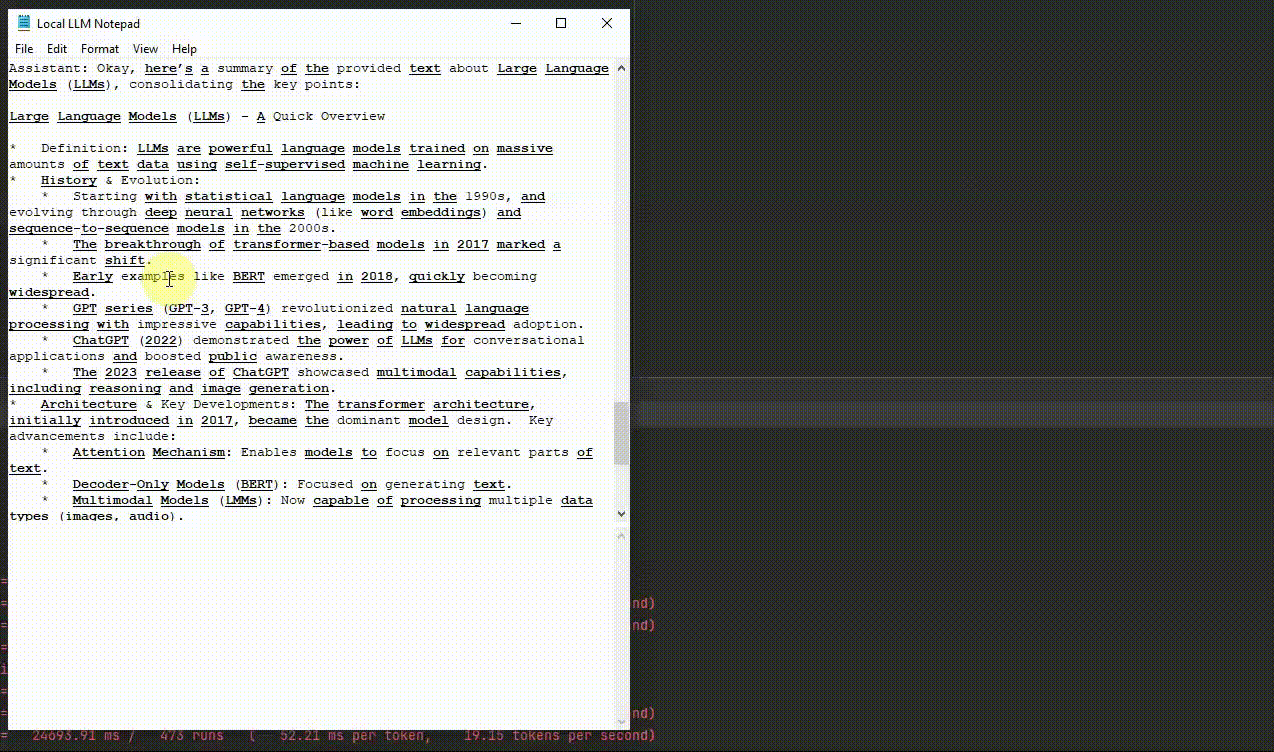 Local LLM Notepad
File Edit Format View Help
Assistant: Okay, here's a summary of the provided text about Large Language
Models (LLMs), consolidating the key points:
Large Language Models (LLMs) - A Quick Overview
* Definition: LLMs are powerful language models trained on massive
amounts of text data using self-supervised machine learning.
* History & Evolution:
* Starting with statistical language models in the 1990s, and
evolving through deep neural networks (like word embeddings) and
sequence-to-sequence models in the 2000s.
* The breakthrough of transformer-based models in 2017 marked a
significant shift.
* Early examples like BERT emerged in 2018, quickly becoming
widespread.
* GPT series (GPT-3, GPT-4) revolutionized natural language
processing with impressive capabilities, leading to widespread adoption.
* ChatGPT (2022) demonstrated the power of LLMs for conversational
applications and boosted public awareness.
* The 2023 release of ChatGPT showcased multimodal capabilities,
including reasoning and image generation.
* Architecture & Key Developments: The transformer architecture,
initially introduced in 2017, became the dominant model design. Key
advancements include:
* Attention Mechanism: Enables models to focus on relevant parts of
text.
* Decoder-Only Models (BERT): Focused on generating text.
* Multimodal Models (LMMs): Now capable of processing multiple data
types (images, audio).
=
= nd)
= nd)
=
i
=
= nd)
= 24693.91 ms / 473 runs ( 52.21 ms per token, 19.15 tokens per second)